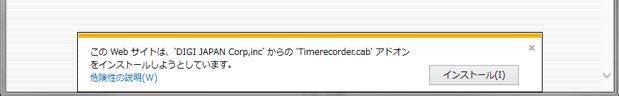 この Web サイトは、'DIGI JAPAN Corp,inc' からの 'Timerecorder.cab' アドオン
をインストールしようとしています。
危険性の説明(W)
インストール(I)